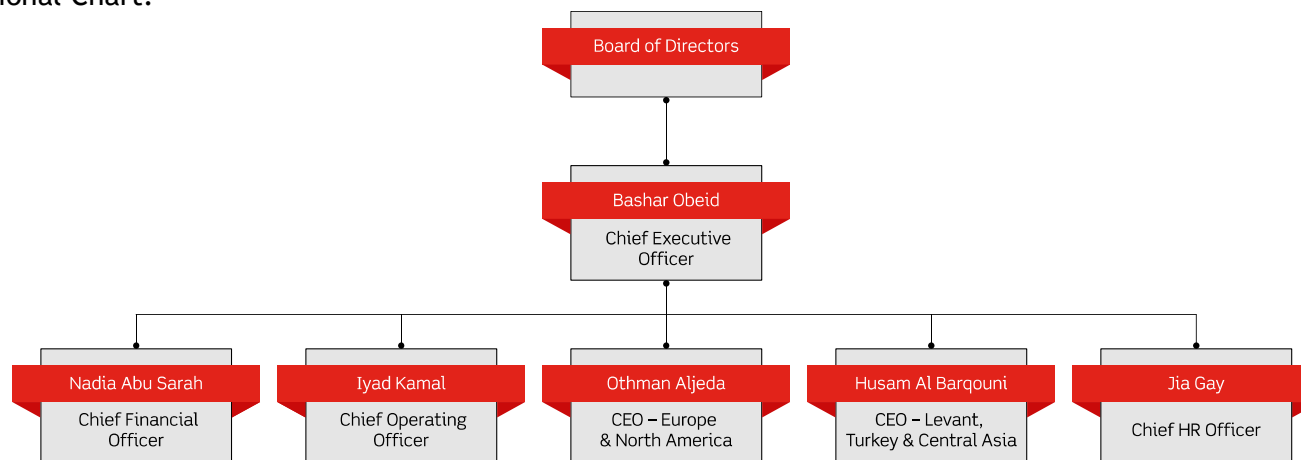 ional Chart:
Board of Directors
Bashar Obeid
Chief Executive
Officer
Nadia Abu Sarah
Chief Financial
Officer
Iyad Kamal
Chief Operating
Officer
Othman Aljeda
CEO – Europe
& North America
Husam Al Barqouni
CEO – Levant,
Turkey & Central Asia
Jia Gay
Chief HR Officer